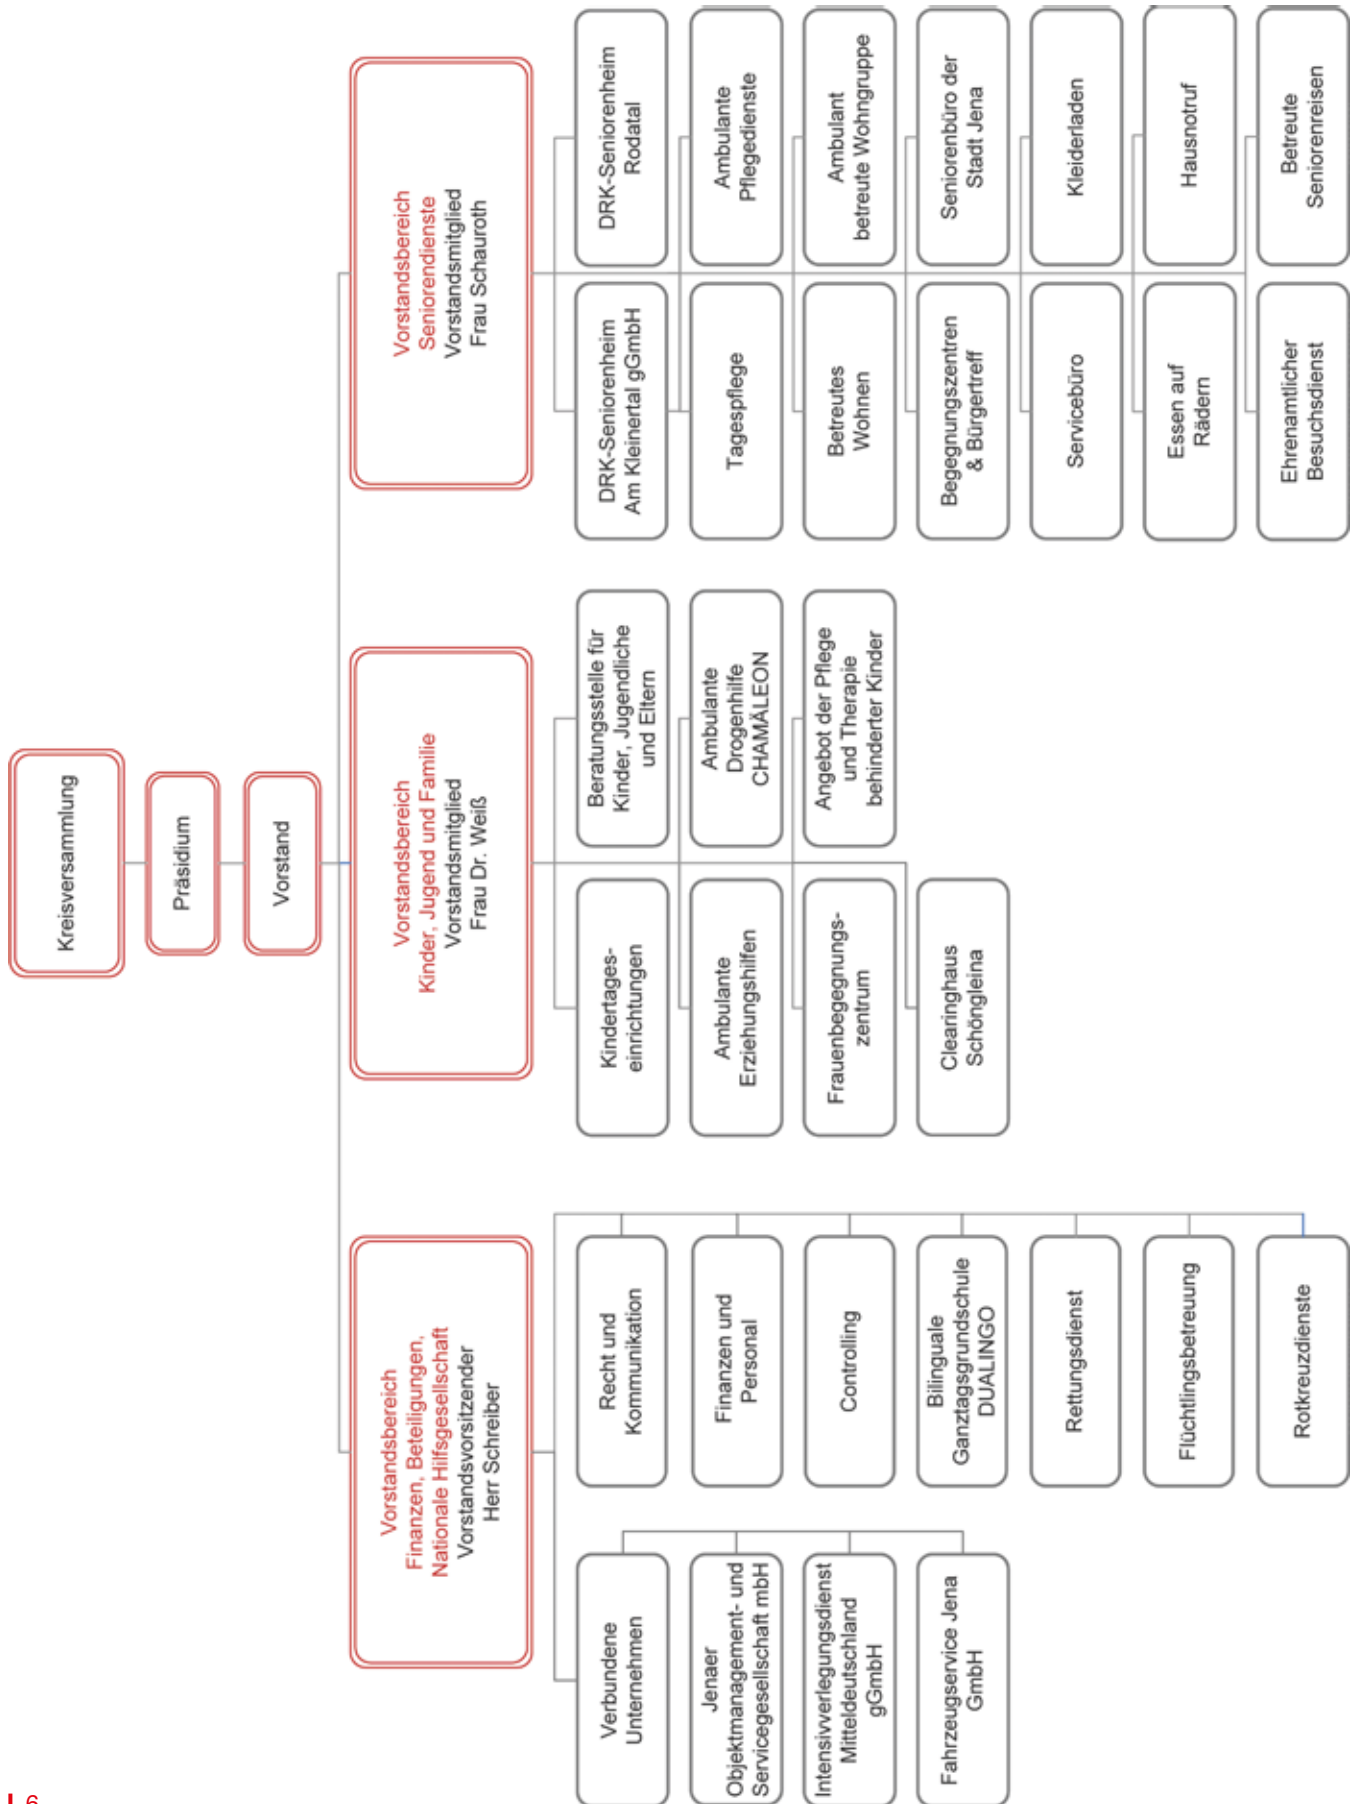 Kreisversammlung
Präsidium
Vorstand
Vorstandsbereich
Finanzen, Beteiligungen,
Nationale Hilfsgesellschaft
Vorstandsvorsitzender
Herr Schreiber
Vorstandsbereich
Kinder, Jugend und Familie
Vorstandsmitglied
Frau Dr. Weiß
Vorstandsbereich
Seniorendienste
Vorstandsmitglied
Frau Schauroth
Verbundene
Unternehmen
Jenaer
Objektmanagement- und
Servicegesellschaft mbH
Intensivverlegungsdienst
Mitteldeutschland
gGmbH
Fahrzeugservice Jena
GmbH
Recht und
Kommunikation
Finanzen und
Personal
Controlling
Bilinguale
Ganztagsgrundschule
DUALINGO
Rettungsdienst
Flüchtlingsbetreuung
Rotkreuzdienste
Kindertages-
einrichtungen
Ambulante
Erziehungshilfen
Frauenbegegnungs-
zentrum
Clearinghaus
Schöngleina
Beratungsstelle für
Kinder, Jugendliche
und Eltern
Ambulante
Drogenhilfe
CHAMÄLEON
Angebot der Pflege
und Therapie
behinderter Kinder
DRK-Seniorenheim
Am Kleinertal gGmbH
Tagespflege
Betreutes
Wohnen
Begegnungszentren
& Bürgertreff
Servicebüro
Essen auf
Rädern
Ehrenamtlicher
Besuchsdienst
DRK-Seniorenheim
Rodatal
Ambulante
Pflegedienste
Ambulant
betreute Wohngruppe
Seniorenbüro der
Stadt Jena
Kleiderladen
Hausnotruf
Betreute
Seniorenreisen
6